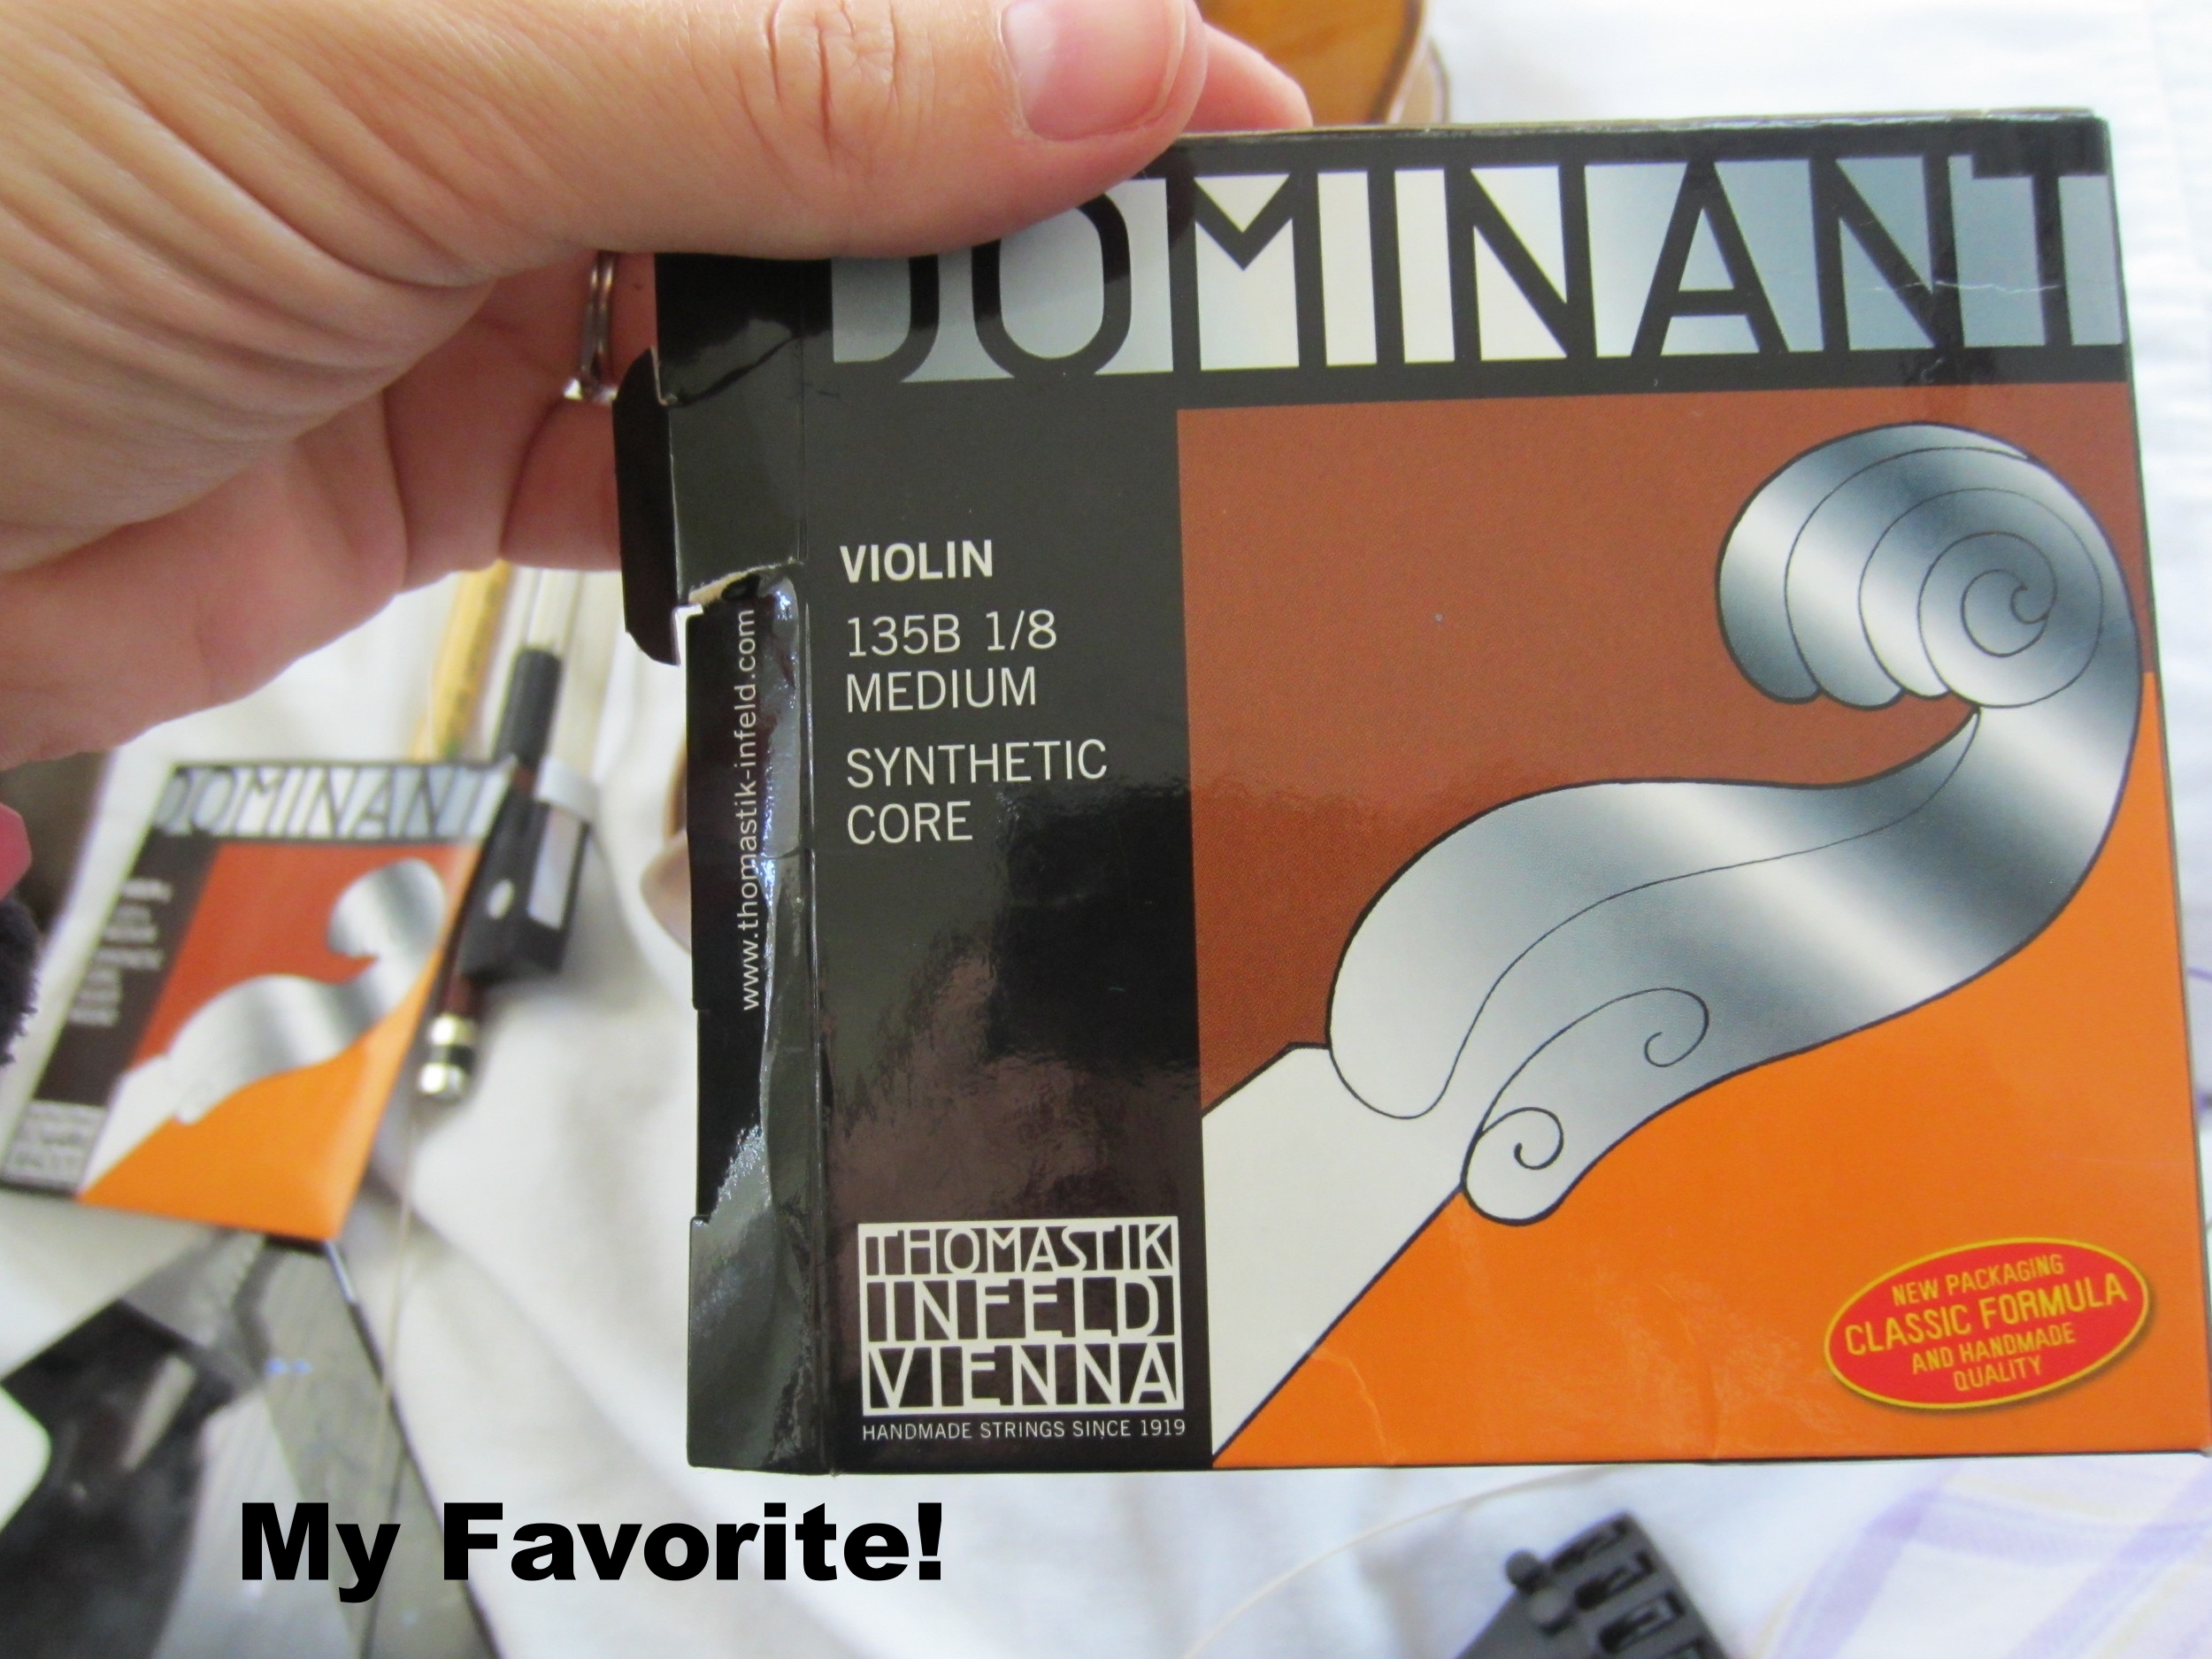 DOMINANT
VIOLIN
135B 1/8
MEDIUM
SYNTHETIC
CORE
www.thomastik-infeld.com
THOMASTIK
INFELD
VIENNA
HANDMADE STRINGS SINCE 1919
NEW PACKAGING
CLASSIC FORMULA
AND HANDMADE
QUALITY
DOMINANT
My Favorite!